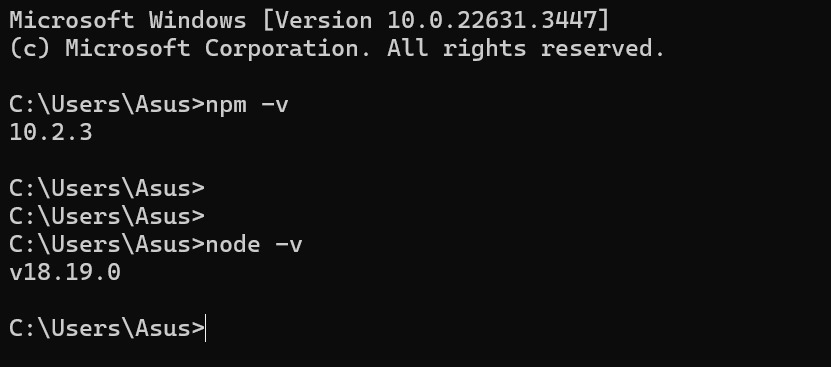 Microsoft Windows [Version 10.0.22631.3447]
(c) Microsoft Corporation. All rights reserved.
C:\Users\Asus>npm -v
10.2.3
C:\Users\Asus>
C:\Users\Asus>
C:\Users\Asus>node -v
v18.19.0
C:\Users\Asus>